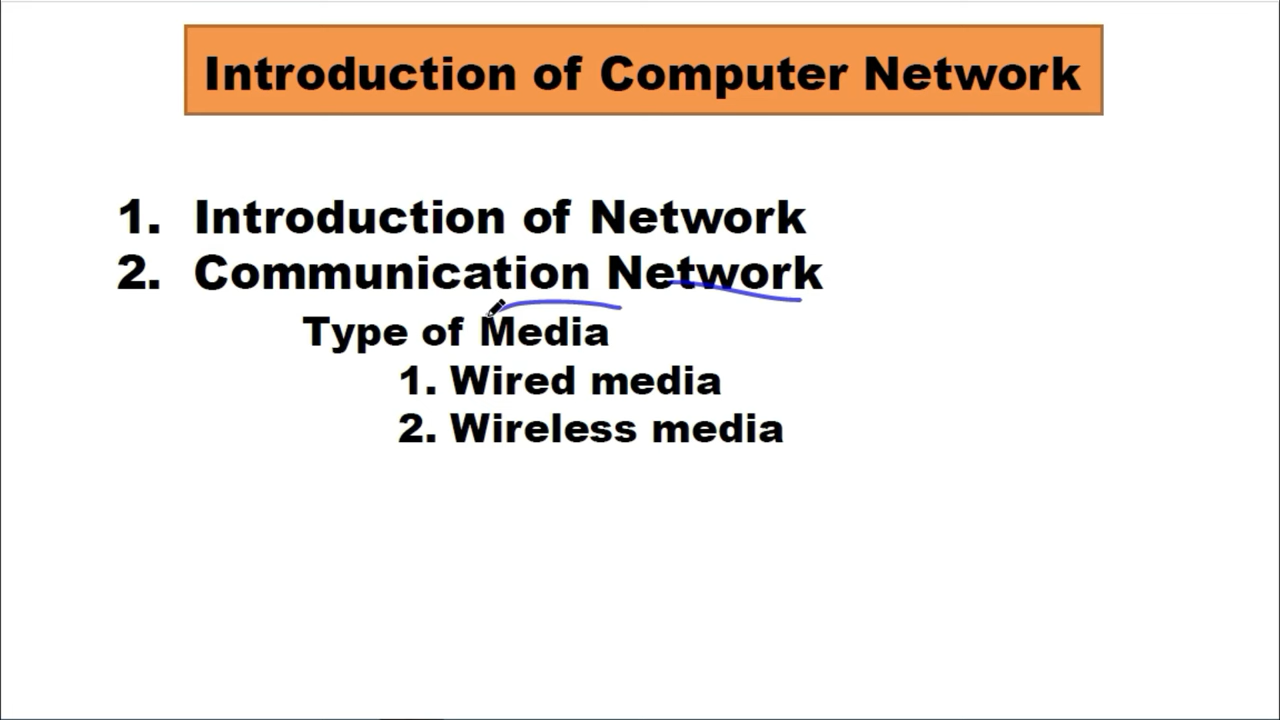 Introduction of Computer Network
1. Introduction of Network
2. Communication Network
Type of Media
1. Wired media
2. Wireless media